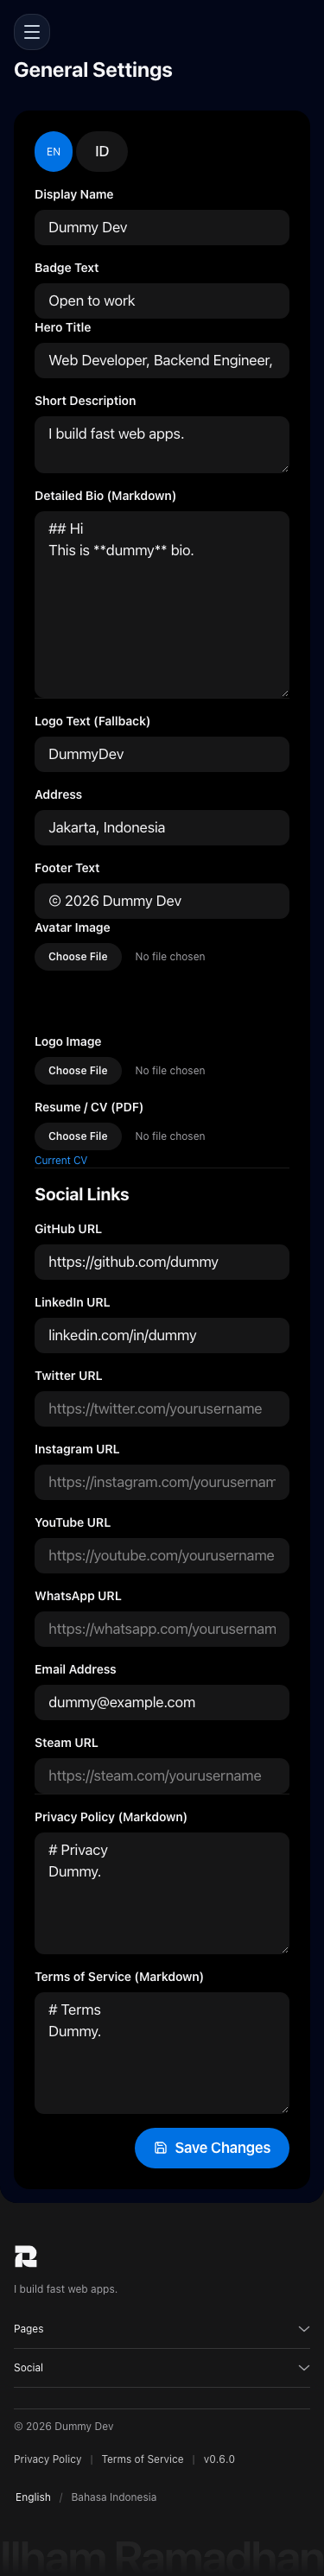 General Settings
EN
ID
Display Name
Dummy Dev
Badge Text
Open to work
Hero Title
Web Developer, Backend Engineer,
Short Description
I build fast web apps.
Detailed Bio (Markdown)
## Hi
This is **dummy** bio.
Logo Text (Fallback)
DummyDev
Address
Jakarta, Indonesia
Footer Text
© 2026 Dummy Dev
Avatar Image
Choose File No file chosen
Logo Image
Choose File No file chosen
Resume / CV (PDF)
Choose File No file chosen
Current CV
Social Links
GitHub URL
https://github.com/dummy
LinkedIn URL
linkedin.com/in/dummy
Twitter URL
https://twitter.com/yourusername
Instagram URL
https://instagram.com/yourusernam
YouTube URL
https://youtube.com/yourusername
WhatsApp URL
https://whatsapp.com/yourusernam
Email Address
dummy@example.com
Steam URL
https://steam.com/yourusername
Privacy Policy (Markdown)
# Privacy
Dummy.
Terms of Service (Markdown)
# Terms
Dummy.
Save Changes
I build fast web apps.
Pages
Social
© 2026 Dummy Dev
Privacy Policy | Terms of Service | v0.6.0
English / Bahasa Indonesia
Ilham Ramadhan